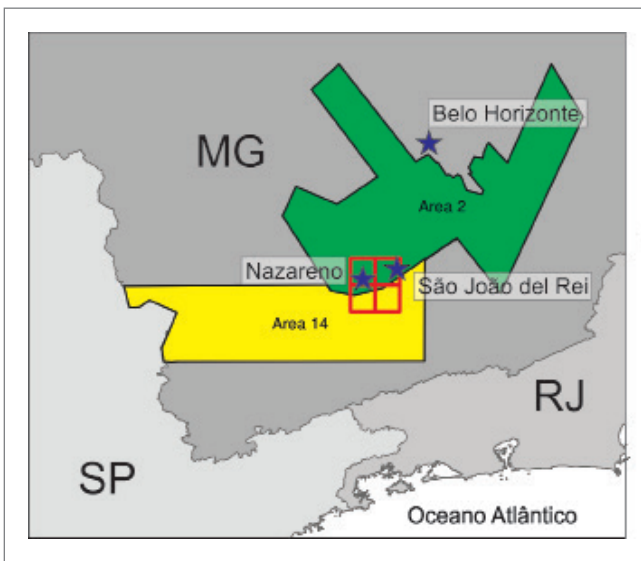 Belo Horizonte
MG
Area 2
Nazareno
São João del Rei
Area 14
RJ
SP
Oceano Atlântico